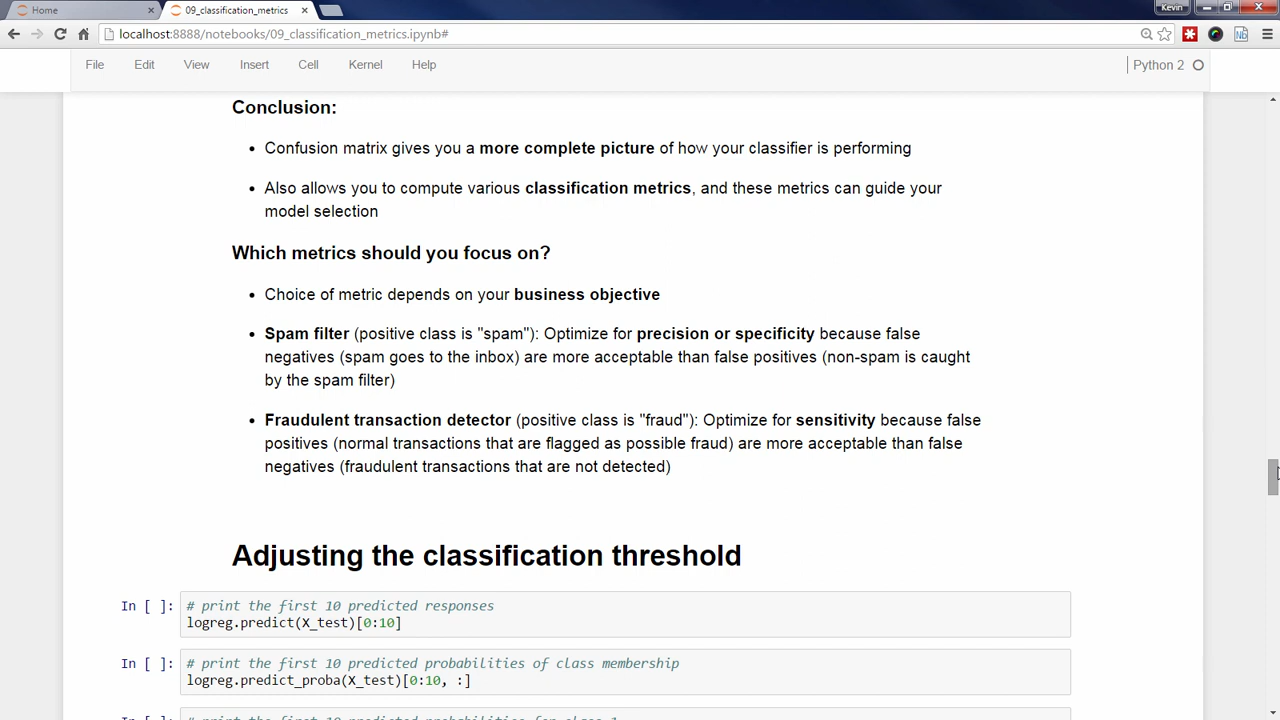 Home
09_classification_metrics
Kevin
localhost:8888/notebooks/09_classification_metrics.ipynb#
File Edit View Insert Cell Kernel Help
Python 2
Conclusion:
• Confusion matrix gives you a more complete picture of how your classifier is performing
• Also allows you to compute various classification metrics, and these metrics can guide your
model selection
Which metrics should you focus on?
• Choice of metric depends on your business objective
• Spam filter (positive class is "spam"): Optimize for precision or specificity because false
negatives (spam goes to the inbox) are more acceptable than false positives (non-spam is caught
by the spam filter)
• Fraudulent transaction detector (positive class is "fraud"): Optimize for sensitivity because false
positives (normal transactions that are flagged as possible fraud) are more acceptable than false
negatives (fraudulent transactions that are not detected)
Adjusting the classification threshold
In [ ]: # print the first 10 predicted responses
logreg.predict(X_test)[0:10]
In [ ]: # print the first 10 predicted probabilities of class membership
logreg.predict_proba(X_test)[0:10, :]